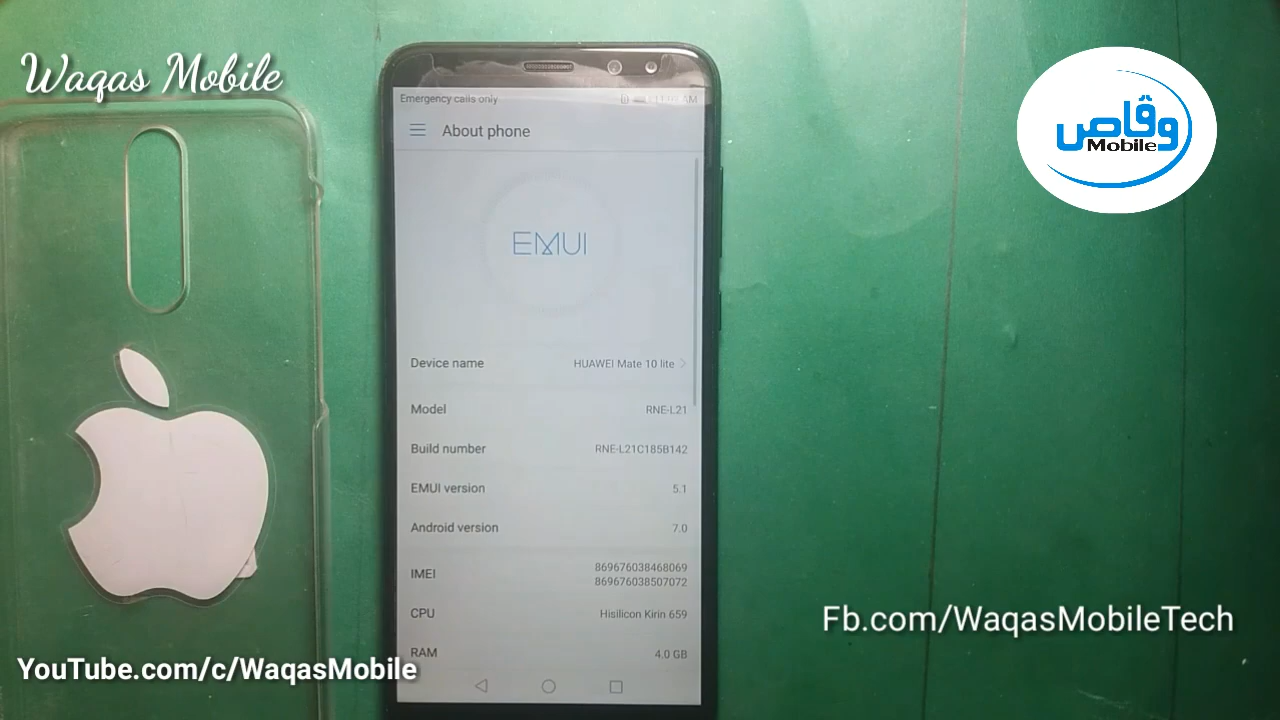 Waqas Mobile
وقاص
Mobile
Emergency calls only
AM
About phone
EMUI
Device name HUAWEI Mate 10 lite
Model RNE-L21
Build number RNE-L21C185B142
EMUI version 5.1
Android version 7.0
IMEI 869676038468069
869676038507072
CPU Hisilicon Kirin 659
RAM 4.0 GB
Fb.com/WaqasMobileTech
YouTube.com/c/WaqasMobile